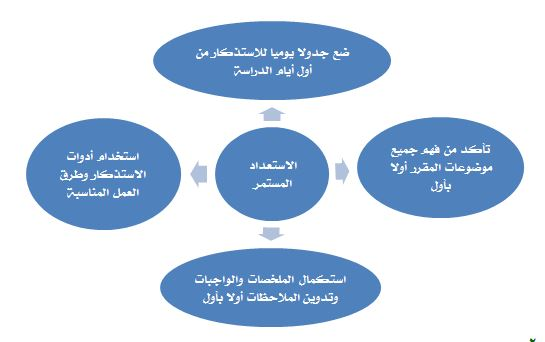 ضع جدولا يوميا للاستذكار من
أول أيام الدراسة
تأكد من فهم جميع
موضوعات المقرر أولا
بأول
الاستعداد
المستمر
استخدام أدوات
الاستذكار وطرق
العمل المناسبة
استكمال الملخصات والواجبات
وتدوين الملاحظات أولا بأول